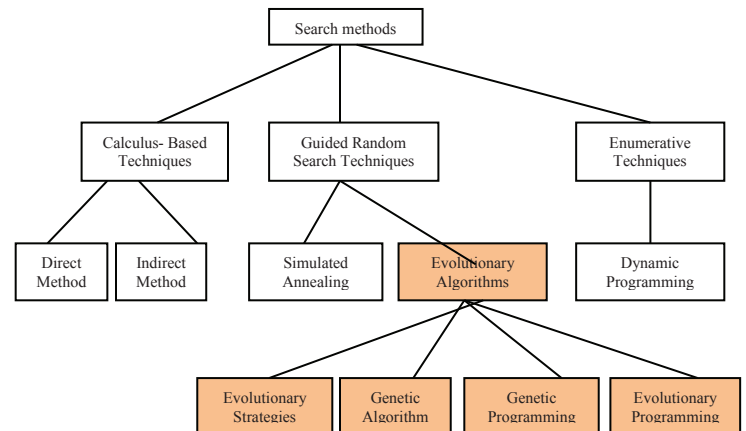 Search methods
Calculus- Based
Techniques
Guided Random
Search Techniques
Enumerative
Techniques
Direct
Method
Indirect
Method
Simulated
Annealing
Evolutionary
Algorithms
Dynamic
Programming
Evolutionary
Strategies
Genetic
Algorithm
Genetic
Programming
Evolutionary
Programming